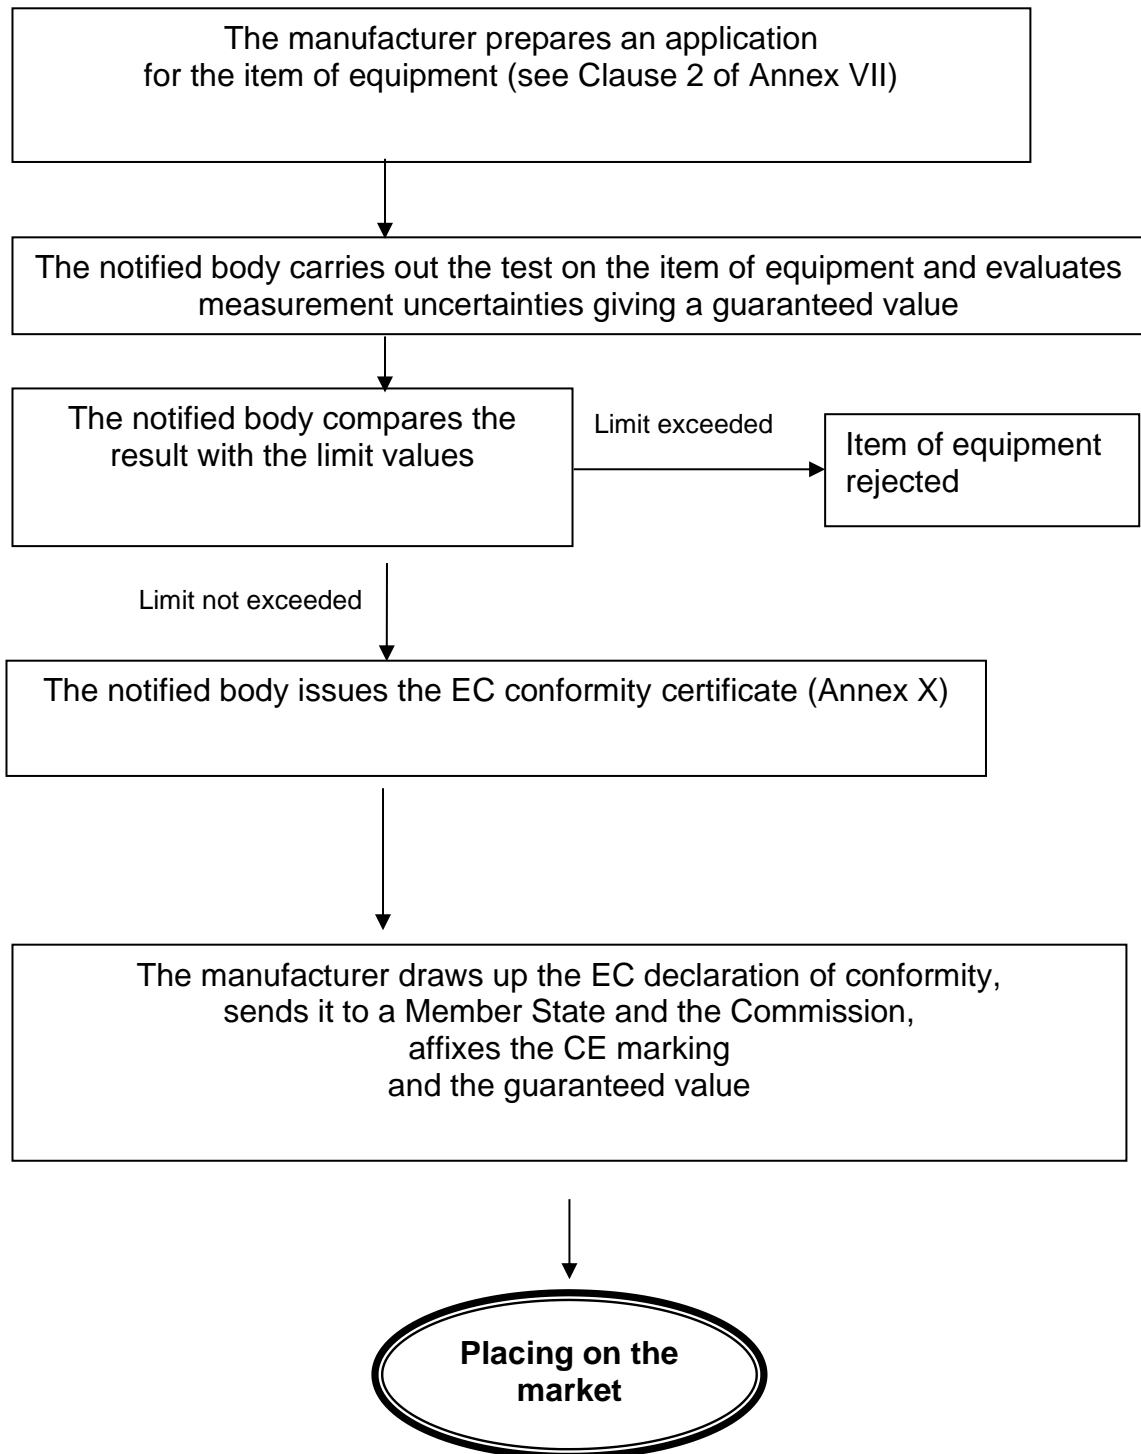 The manufacturer prepares an application
for the item of equipment (see Clause 2 of Annex VII)
The notified body carries out the test on the item of equipment and evaluates
measurement uncertainties giving a guaranteed value
The notified body compares the
result with the limit values
Limit exceeded
Item of equipment
rejected
Limit not exceeded
The notified body issues the EC conformity certificate (Annex X)
The manufacturer draws up the EC declaration of conformity,
sends it to a Member State and the Commission,
affixes the CE marking
and the guaranteed value
Placing on the
market